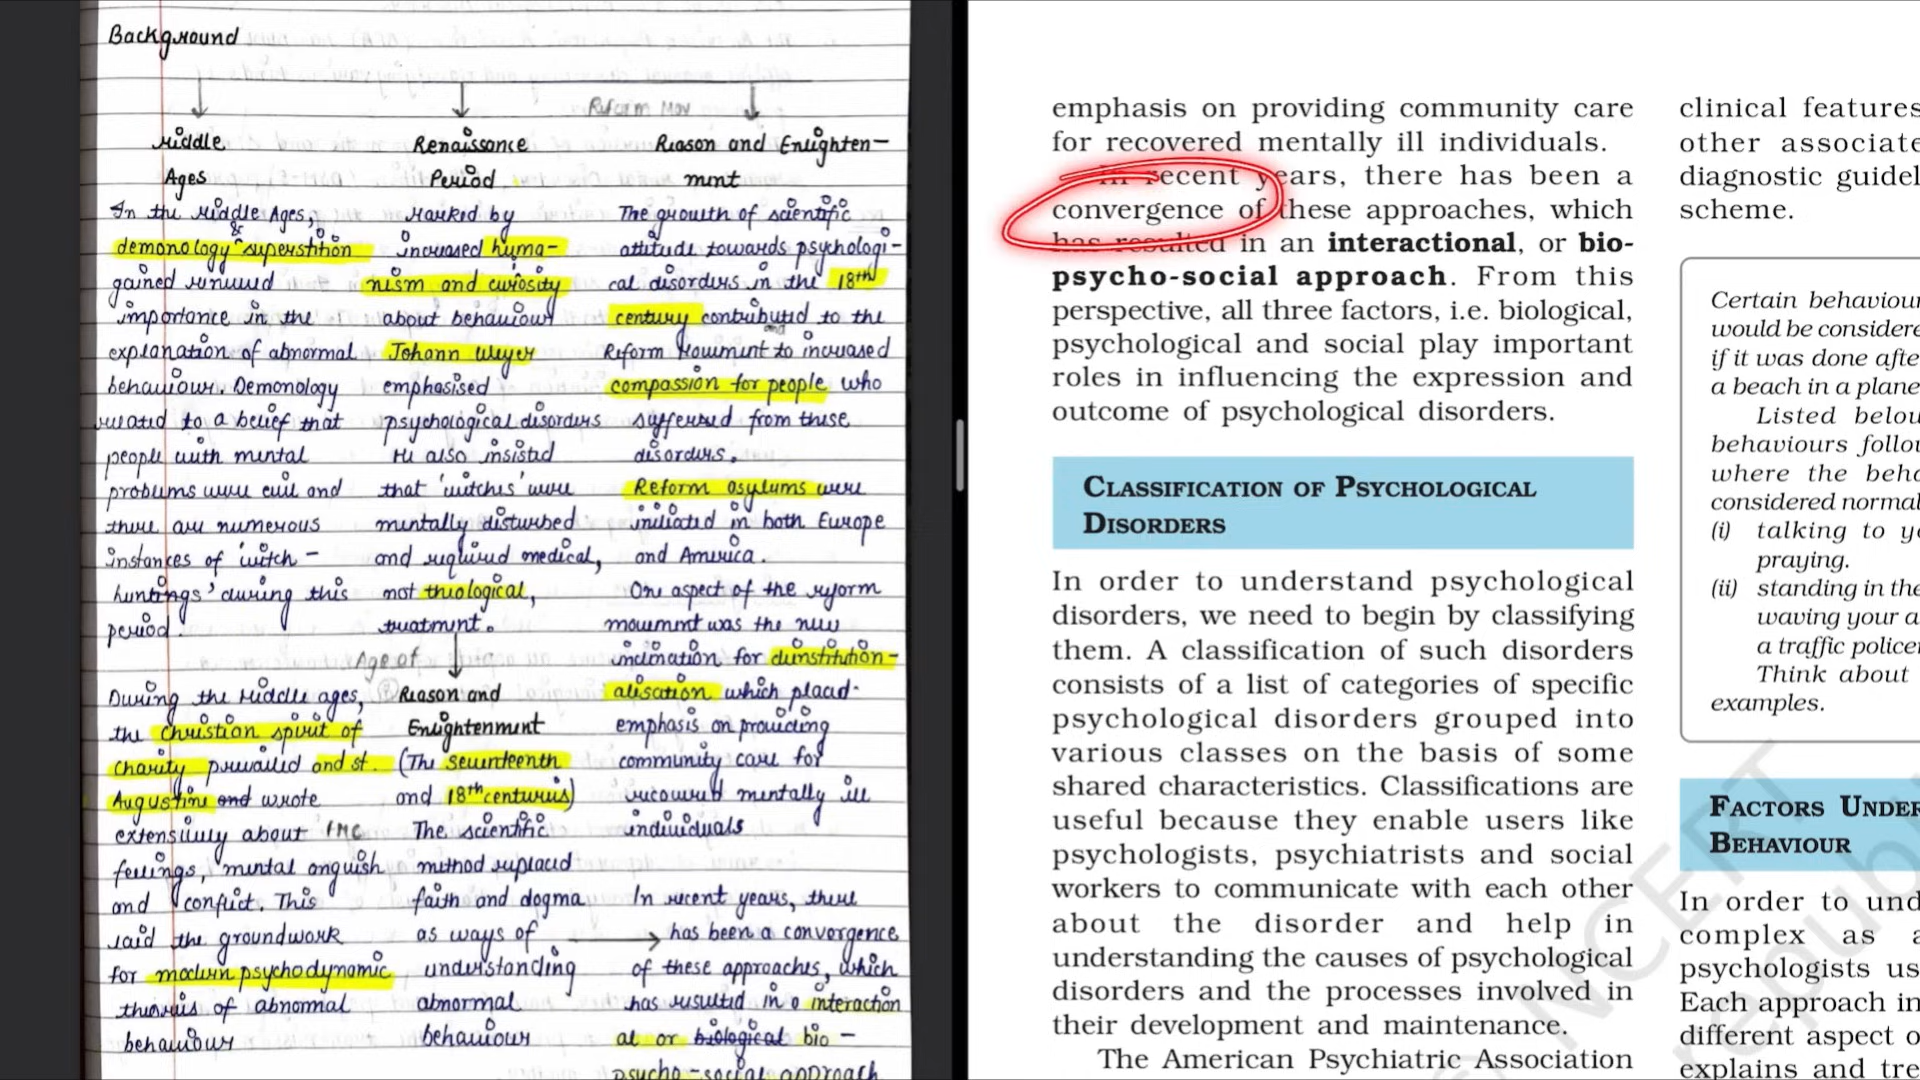 Background
Reform Mov
Middle
Ages
In the Middle Ages,
&
demonology superstition
gained renewed
importance in the
explanation of abnormal
behaviour. Demonology
related to a belief that
people with mental
problems were evil and
there are numerous
instances of 'witch-
huntings' during this
period.
During the Middle ages,
the Christian spirit of
charity prevailed and st.
Augustine and wrote
extensively about
feelings, mental anguish
and conflict. This
laid the groundwork
for modern psychodynamic
theories of abnormal
behaviour
Renaissance
Period
Marked by
increased huma-
nism and curiosity
about behaviour
Johann Weyer
emphasised
psychological disorders
He also insisted
that 'witches' were
mentally disturbed
and required medical,
not theological,
treatment.
Age of
Reason and
Enlightenment
(The seventeenth
and 18th centuries)
The scientific
method replaced
faith and dogma
as ways of
understanding
abnormal
behaviour
Reason and Enlighten-
ment
The growth of scientific
attitude towards psychologi-
cal disorders in the 18th
century contributed to the
and
Reform Movement to increased
compassion for people who
suffered from these
disorders.
Reform asylums were
initiated in both Europe
and America.
One aspect of the reform
movement was the new
inclination for deinstitution-
alisation which placed
emphasis on providing
community care for
recovered mentally ill
individuals
In recent years, there
has been a convergence
of these approaches, which
has resulted in a interaction
al or biological bio-
psycho-social approach
emphasis on providing community care
for recovered mentally ill individuals.
In recent years, there has been a
convergence of these approaches, which
has resulted in an interactional, or bio-
psycho-social approach. From this
perspective, all three factors, i.e. biological,
psychological and social play important
roles in influencing the expression and
outcome of psychological disorders.
CLASSIFICATION OF PSYCHOLOGICAL
DISORDERS
In order to understand psychological
disorders, we need to begin by classifying
them. A classification of such disorders
consists of a list of categories of specific
psychological disorders grouped into
various classes on the basis of some
shared characteristics. Classifications are
useful because they enable users like
psychologists, psychiatrists and social
workers to communicate with each other
about the disorder and help in
understanding the causes of psychological
disorders and the processes involved in
their development and maintenance.
The American Psychiatric Association
clinical features
other associate
diagnostic guidel
scheme.
Certain behaviour
would be considere
if it was done afte
a beach in a plane
Listed below
behaviours follou
where the beha
considered normal
(i) talking to yo
praying.
(ii) standing in the
waving your a
a traffic policer
Think about
examples.
FACTORS UNDER
BEHAVIOUR
In order to und
complex as a
psychologists us
Each approach in
different aspect o
explains and tre
NCERT
republ